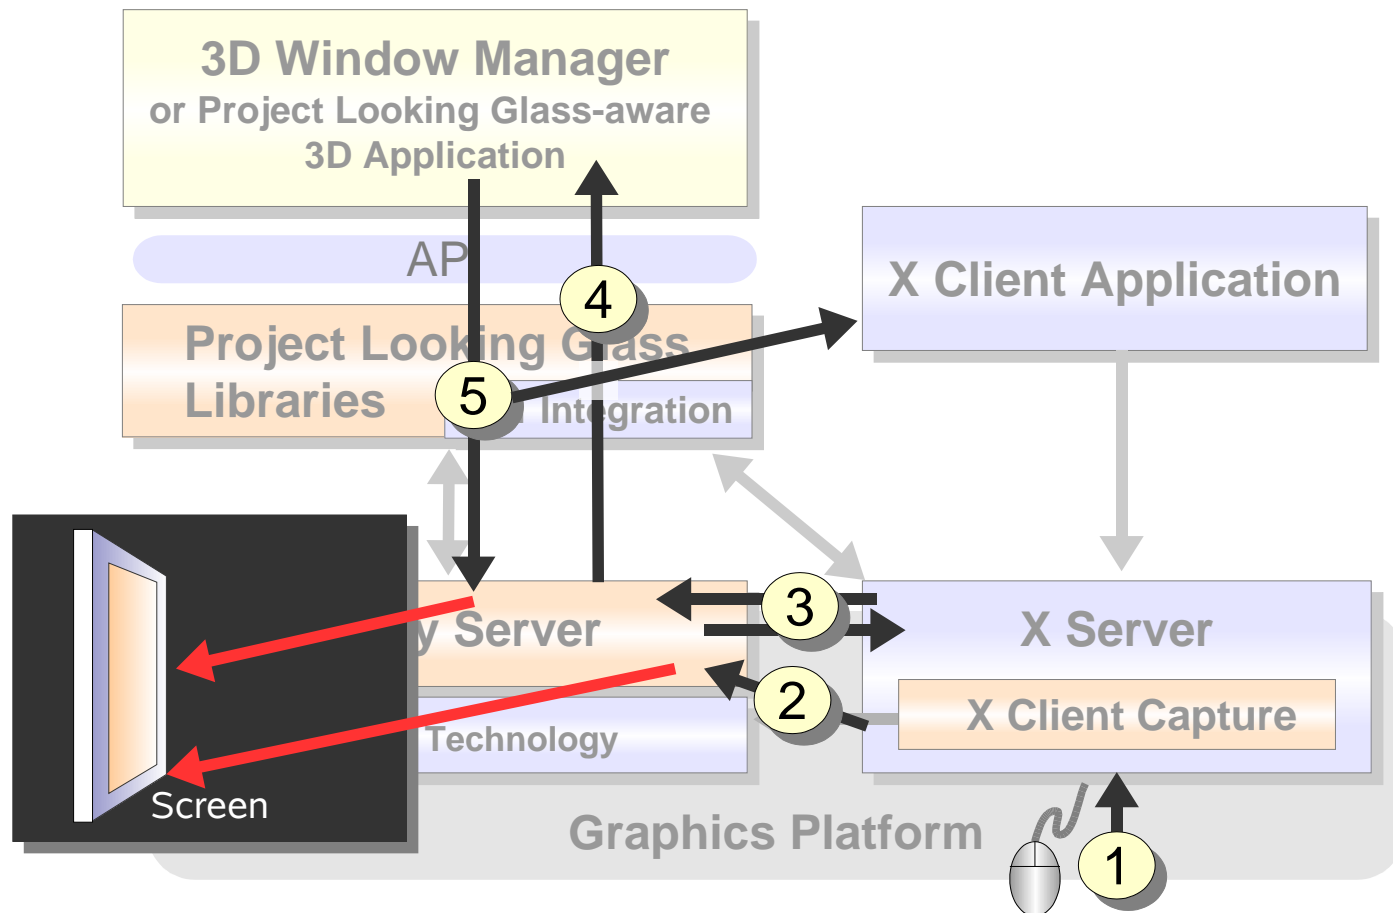 3D Window Manager
or Project Looking Glass-aware
3D Application
AP
X Client Application
4
Project Looking Glass
Libraries
5
Integration
3
y Server
X Server
2
X Client Capture
Technology
Screen
Graphics Platform
1